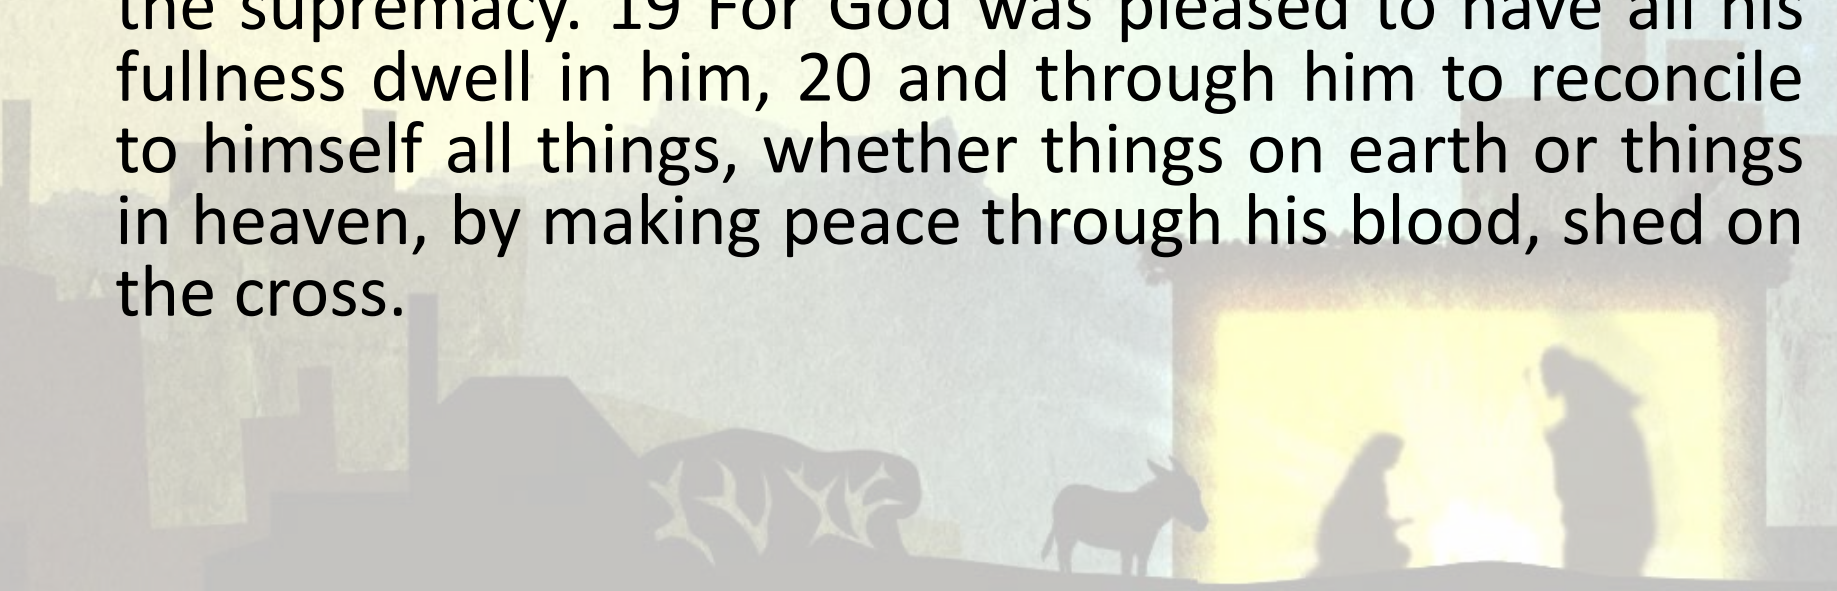 the supremacy. 19 For God was pleased to have all his
fullness dwell in him, 20 and through him to reconcile
to himself all things, whether things on earth or things
in heaven, by making peace through his blood, shed on
the cross.